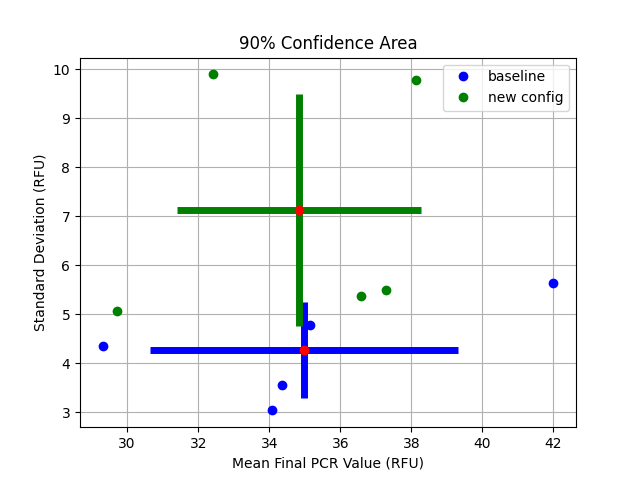 90% Confidence Area
baseline
new config
10
9
8
7
6
5
4
3
Standard Deviation (RFU)
30 32 34 36 38 40 42
Mean Final PCR Value (RFU)